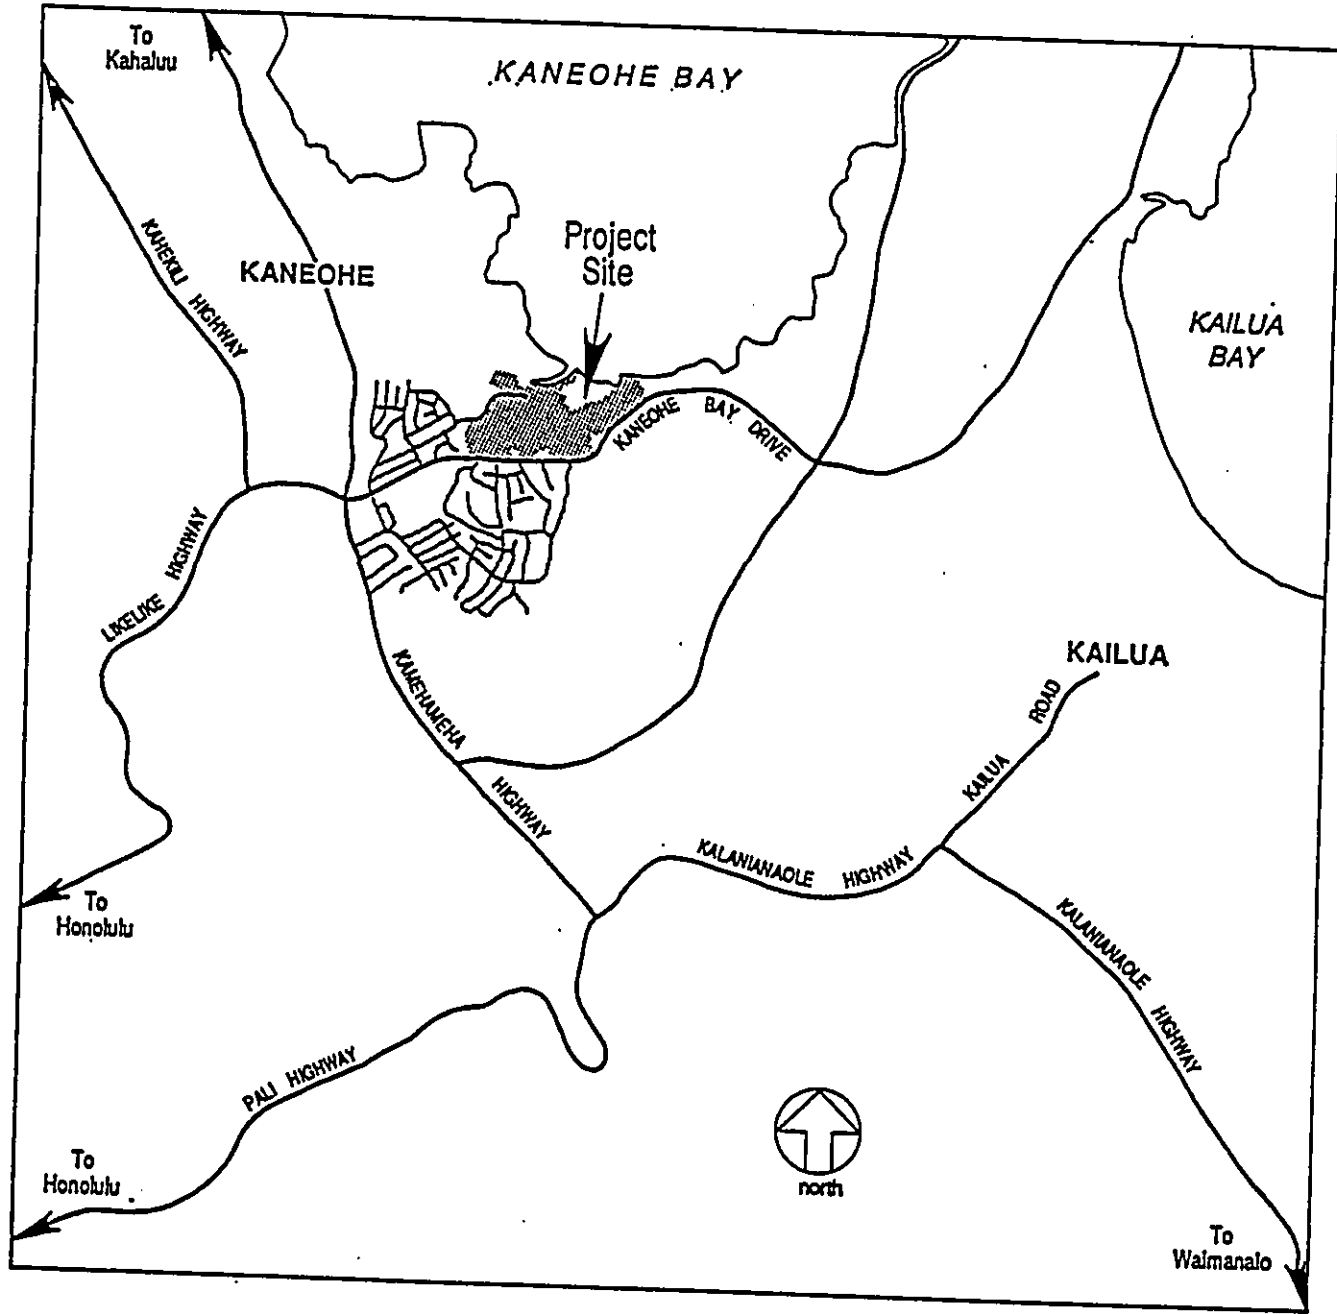 To
Kahaluu
KANEOHE BAY
KAHEKILI HIGHWAY
KANEOHE
Project
Site
KAILUA
BAY
KANEOHE BAY DRIVE
LIKELIKE HIGHWAY
KAMEHAMEHA HIGHWAY
KAILUA
KAILUA ROAD
KALANIANAOLE HIGHWAY
To
Honolulu
KALANIANAOLE HIGHWAY
PALI HIGHWAY
north
To
Honolulu
To
Waimanalo